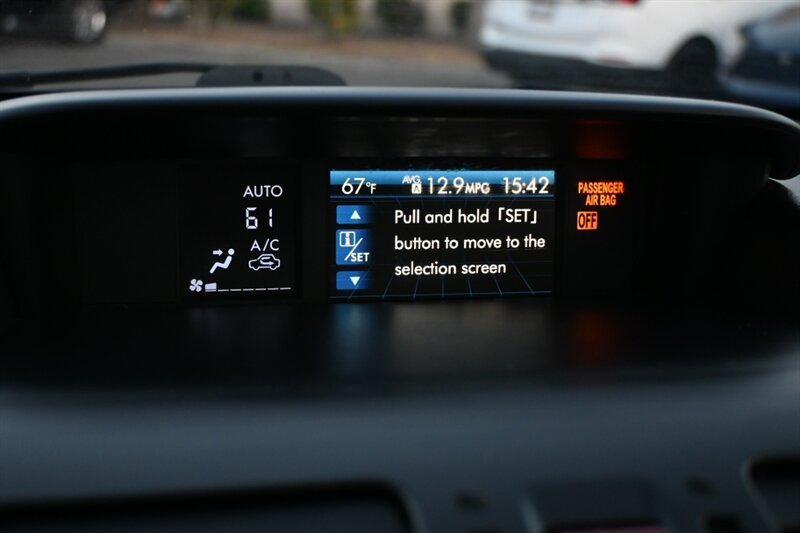 AUTO
61
A/C
67°F AVG A 12.9MPG 15:42
Pull and hold「SET」
button to move to the
selection screen
i/SET
PASSENGER
AIR BAG
OFF